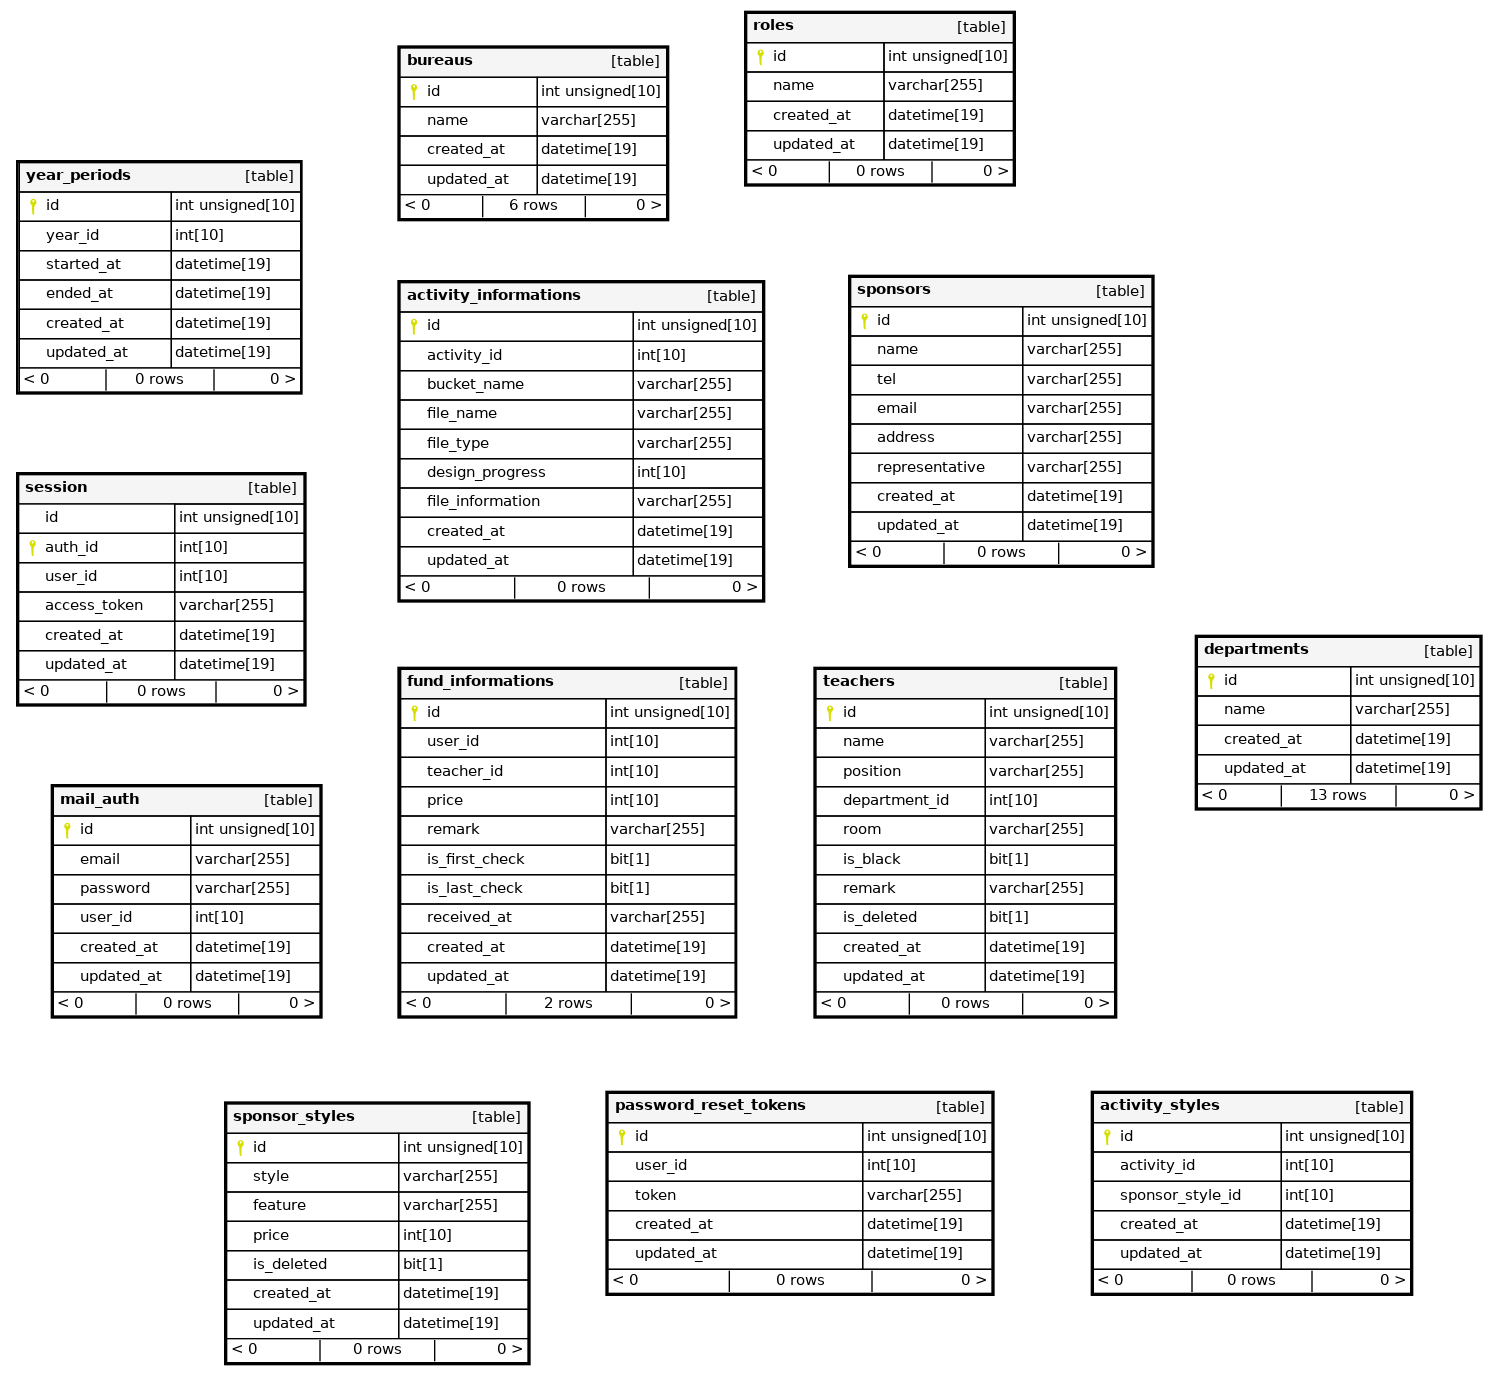 roles [table]
id int unsigned[10]
name varchar[255]
created_at datetime[19]
updated_at datetime[19]
< 0 0 rows 0 >
bureaus [table]
id int unsigned[10]
name varchar[255]
created_at datetime[19]
updated_at datetime[19]
< 0 6 rows 0 >
year_periods [table]
id int unsigned[10]
year_id int[10]
started_at datetime[19]
ended_at datetime[19]
created_at datetime[19]
updated_at datetime[19]
< 0 0 rows 0 >
activity_informations [table]
id int unsigned[10]
activity_id int[10]
bucket_name varchar[255]
file_name varchar[255]
file_type varchar[255]
design_progress int[10]
file_information varchar[255]
created_at datetime[19]
updated_at datetime[19]
< 0 0 rows 0 >
sponsors [table]
id int unsigned[10]
name varchar[255]
tel varchar[255]
email varchar[255]
address varchar[255]
representative varchar[255]
created_at datetime[19]
updated_at datetime[19]
< 0 0 rows 0 >
session [table]
id int unsigned[10]
auth_id int[10]
user_id int[10]
access_token varchar[255]
created_at datetime[19]
updated_at datetime[19]
< 0 0 rows 0 >
fund_informations [table]
id int unsigned[10]
user_id int[10]
teacher_id int[10]
price int[10]
remark varchar[255]
is_first_check bit[1]
is_last_check bit[1]
received_at varchar[255]
created_at datetime[19]
updated_at datetime[19]
< 0 2 rows 0 >
teachers [table]
id int unsigned[10]
name varchar[255]
position varchar[255]
department_id int[10]
room varchar[255]
is_black bit[1]
remark varchar[255]
is_deleted bit[1]
created_at datetime[19]
updated_at datetime[19]
< 0 0 rows 0 >
departments [table]
id int unsigned[10]
name varchar[255]
created_at datetime[19]
updated_at datetime[19]
< 0 13 rows 0 >
mail_auth [table]
id int unsigned[10]
email varchar[255]
password varchar[255]
user_id int[10]
created_at datetime[19]
updated_at datetime[19]
< 0 0 rows 0 >
sponsor_styles [table]
id int unsigned[10]
style varchar[255]
feature varchar[255]
price int[10]
is_deleted bit[1]
created_at datetime[19]
updated_at datetime[19]
< 0 0 rows 0 >
password_reset_tokens [table]
id int unsigned[10]
user_id int[10]
token varchar[255]
created_at datetime[19]
updated_at datetime[19]
< 0 0 rows 0 >
activity_styles [table]
id int unsigned[10]
activity_id int[10]
sponsor_style_id int[10]
created_at datetime[19]
updated_at datetime[19]
< 0 0 rows 0 >